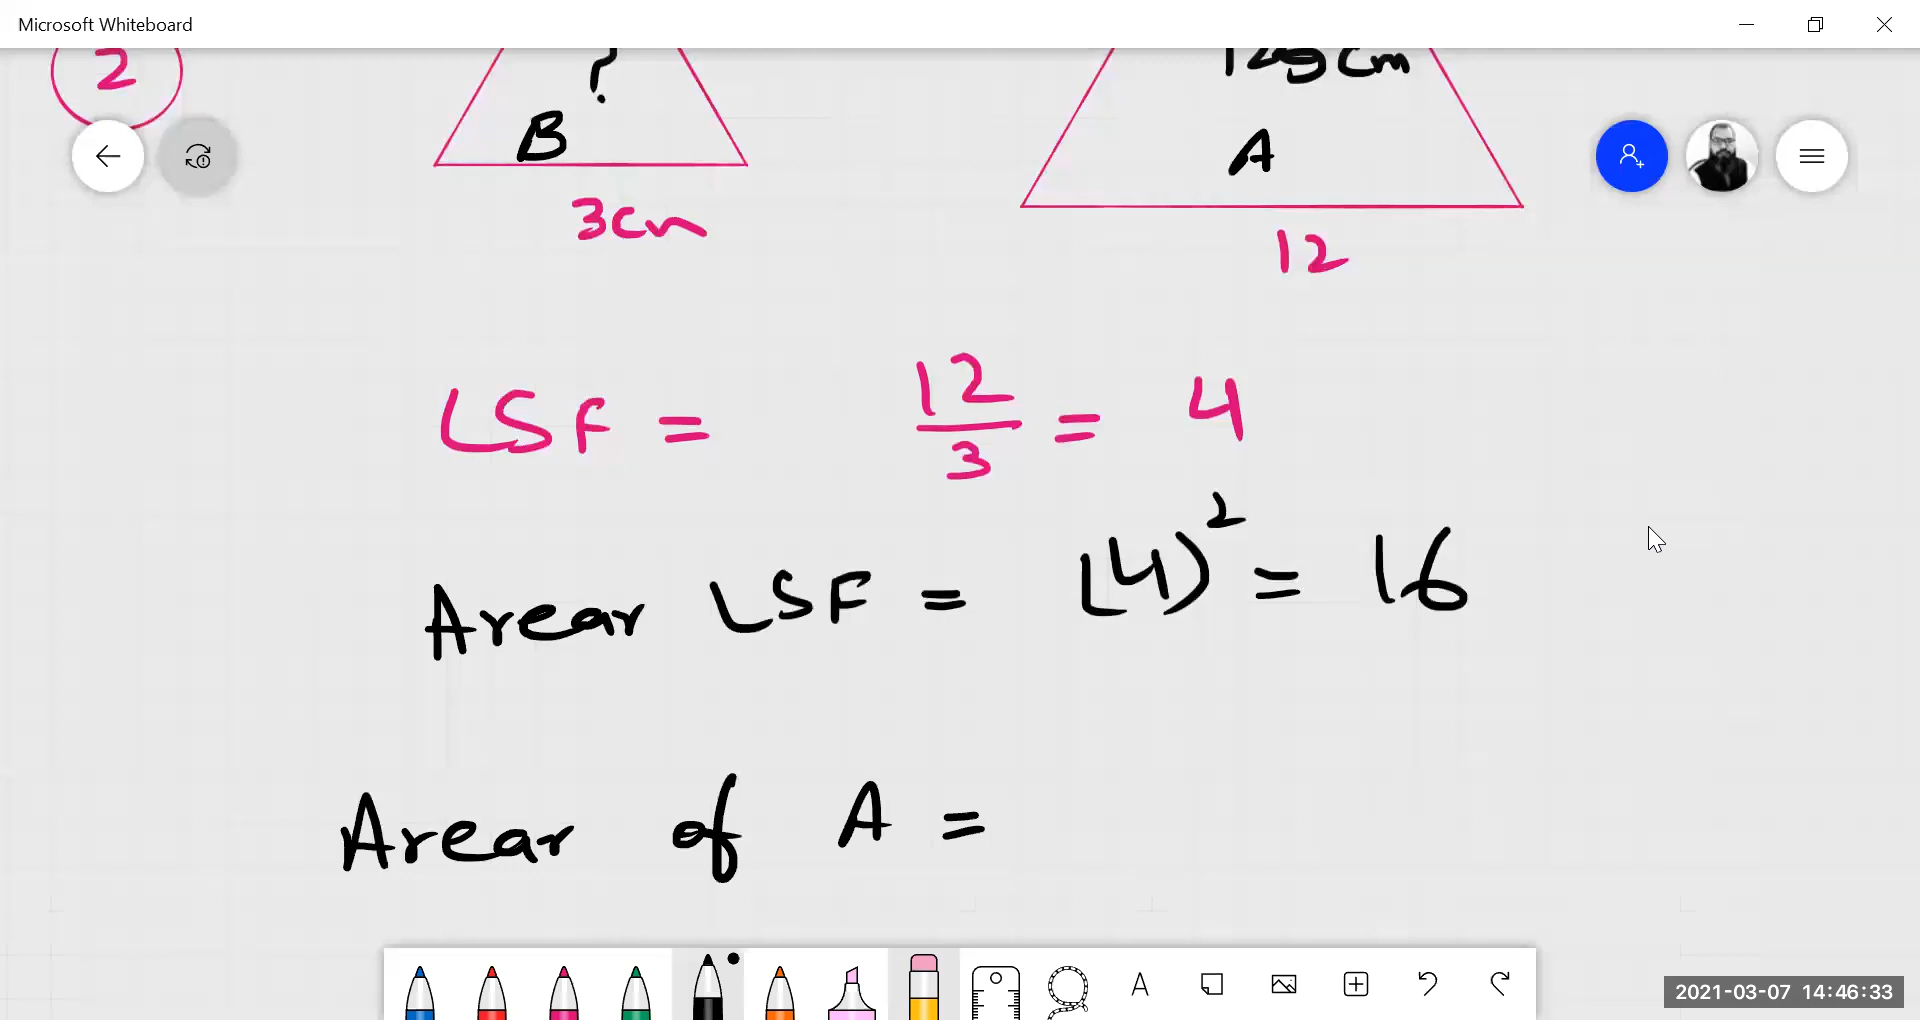 Microsoft Whiteboard
2
?
B
A
3cm
12
LSF = 12/3 = 4
Arear LSF = (4)² = 16
Arear of A =
A
2021-03-07 14:46:33